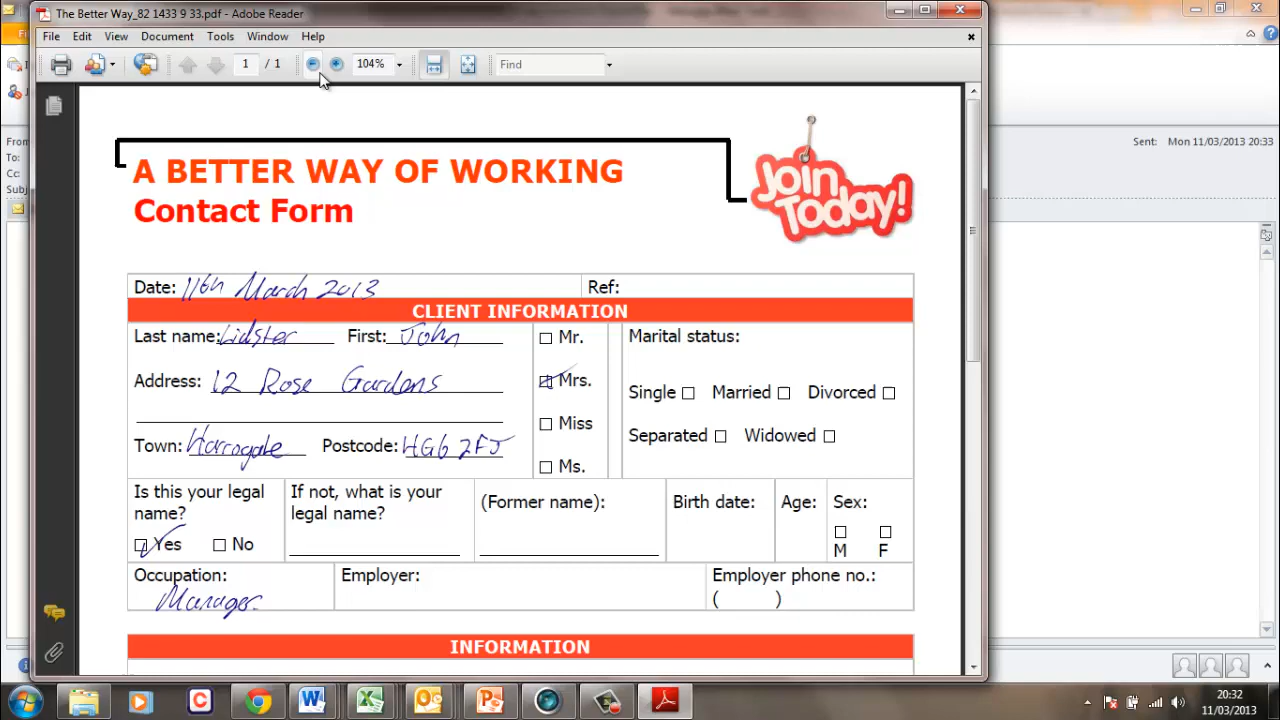 The Better Way_82 1433 9 33.pdf - Adobe Reader
File Edit View Document Tools Window Help
1 / 1 104% Find
From
To:
Cc:
Subj
Sent: Mon 11/03/2013 20:33
A BETTER WAY OF WORKING
Contact Form
Join
Today!
Date: 11th March 2013 Ref:
CLIENT INFORMATION
Last name: Lidster First: John Mr. Marital status:
Address: 12 Rose Gardens Mrs.
Single Married Divorced
Miss
Separated Widowed
Town: Harrogate Postcode: HG6 2FJ
Ms.
Is this your legal name? If not, what is your legal name? (Former name): Birth date: Age: Sex:
Yes No M F
Occupation: Employer: Employer phone no.:
Manager. ( )
INFORMATION
20:32
11/03/2013